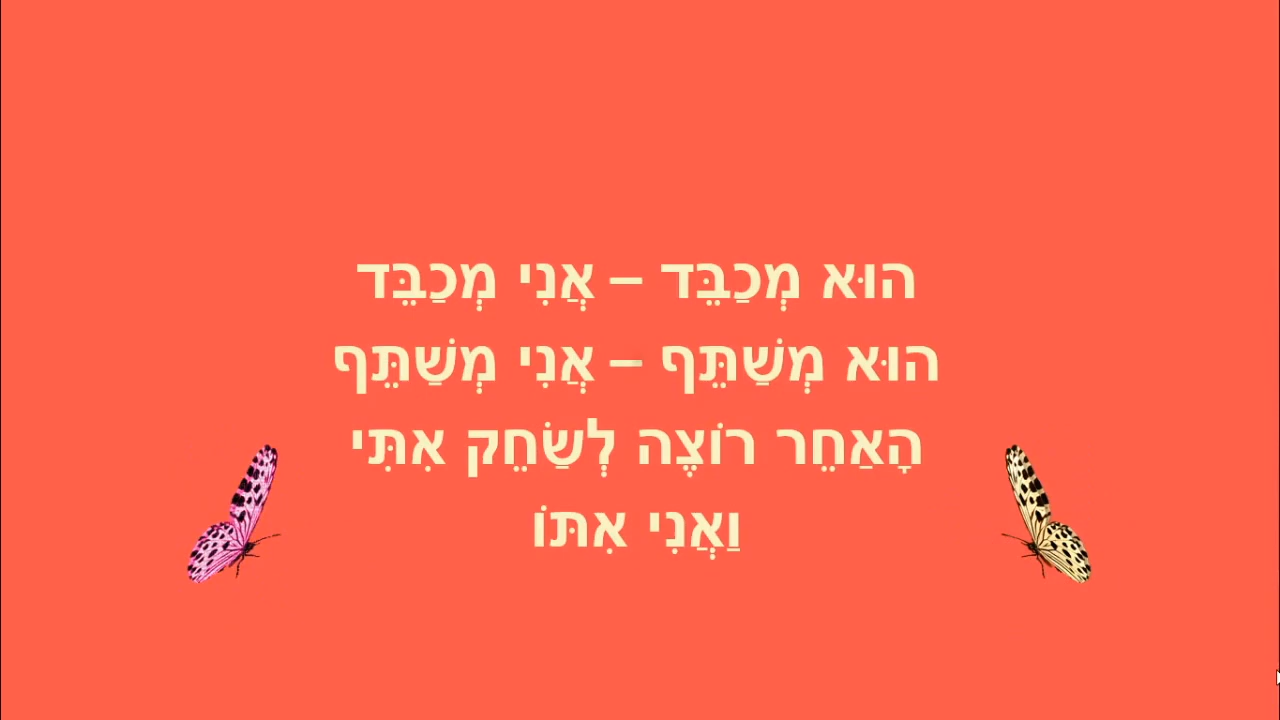 הוּא מְכַבֵּד – אֲנִי מְכַבֵּד
הוּא מְשַׁתֵּף – אֲנִי מְשַׁתֵּף
הָאַחֵר רוֹצֶה לְשַׂחֵק אִתִּי
וַאֲנִי אִתּוֹ